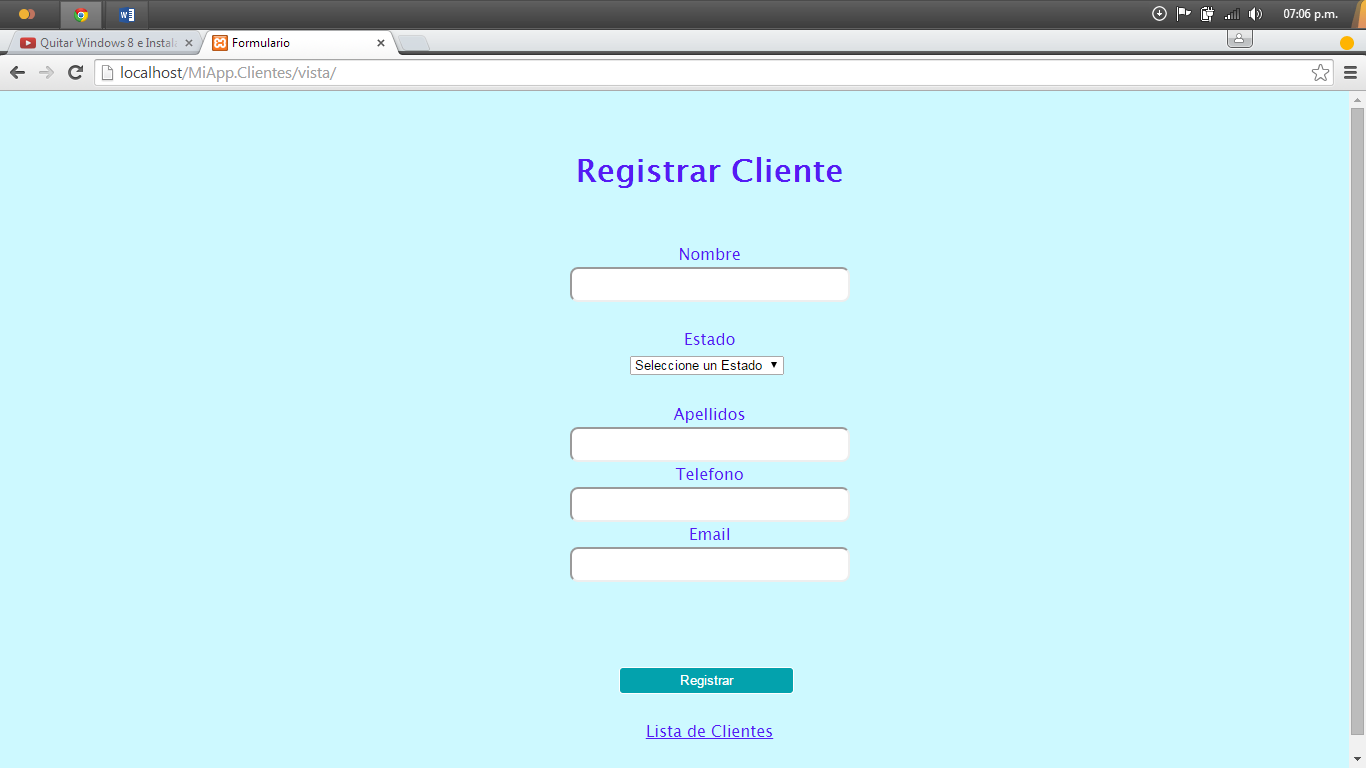 07:06 p.m.
Quitar Windows 8 e Instala
Formulario
localhost/MiApp.Clientes/vista/
Registrar Cliente
Nombre
Estado
Seleccione un Estado
Apellidos
Telefono
Email
Registrar
Lista de Clientes